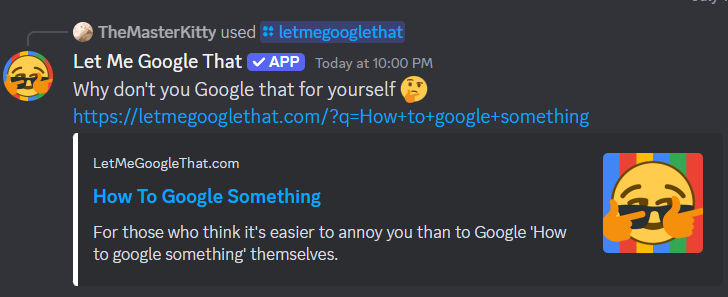 TheMasterKitty used letmegooglethat
Let Me Google That APP Today at 10:00 PM
Why don't you Google that for yourself 🤔
https://letmegooglethat.com/?q=How+to+google+something
LetMeGoogleThat.com
How To Google Something
For those who think it's easier to annoy you than to Google 'How
to google something' themselves.